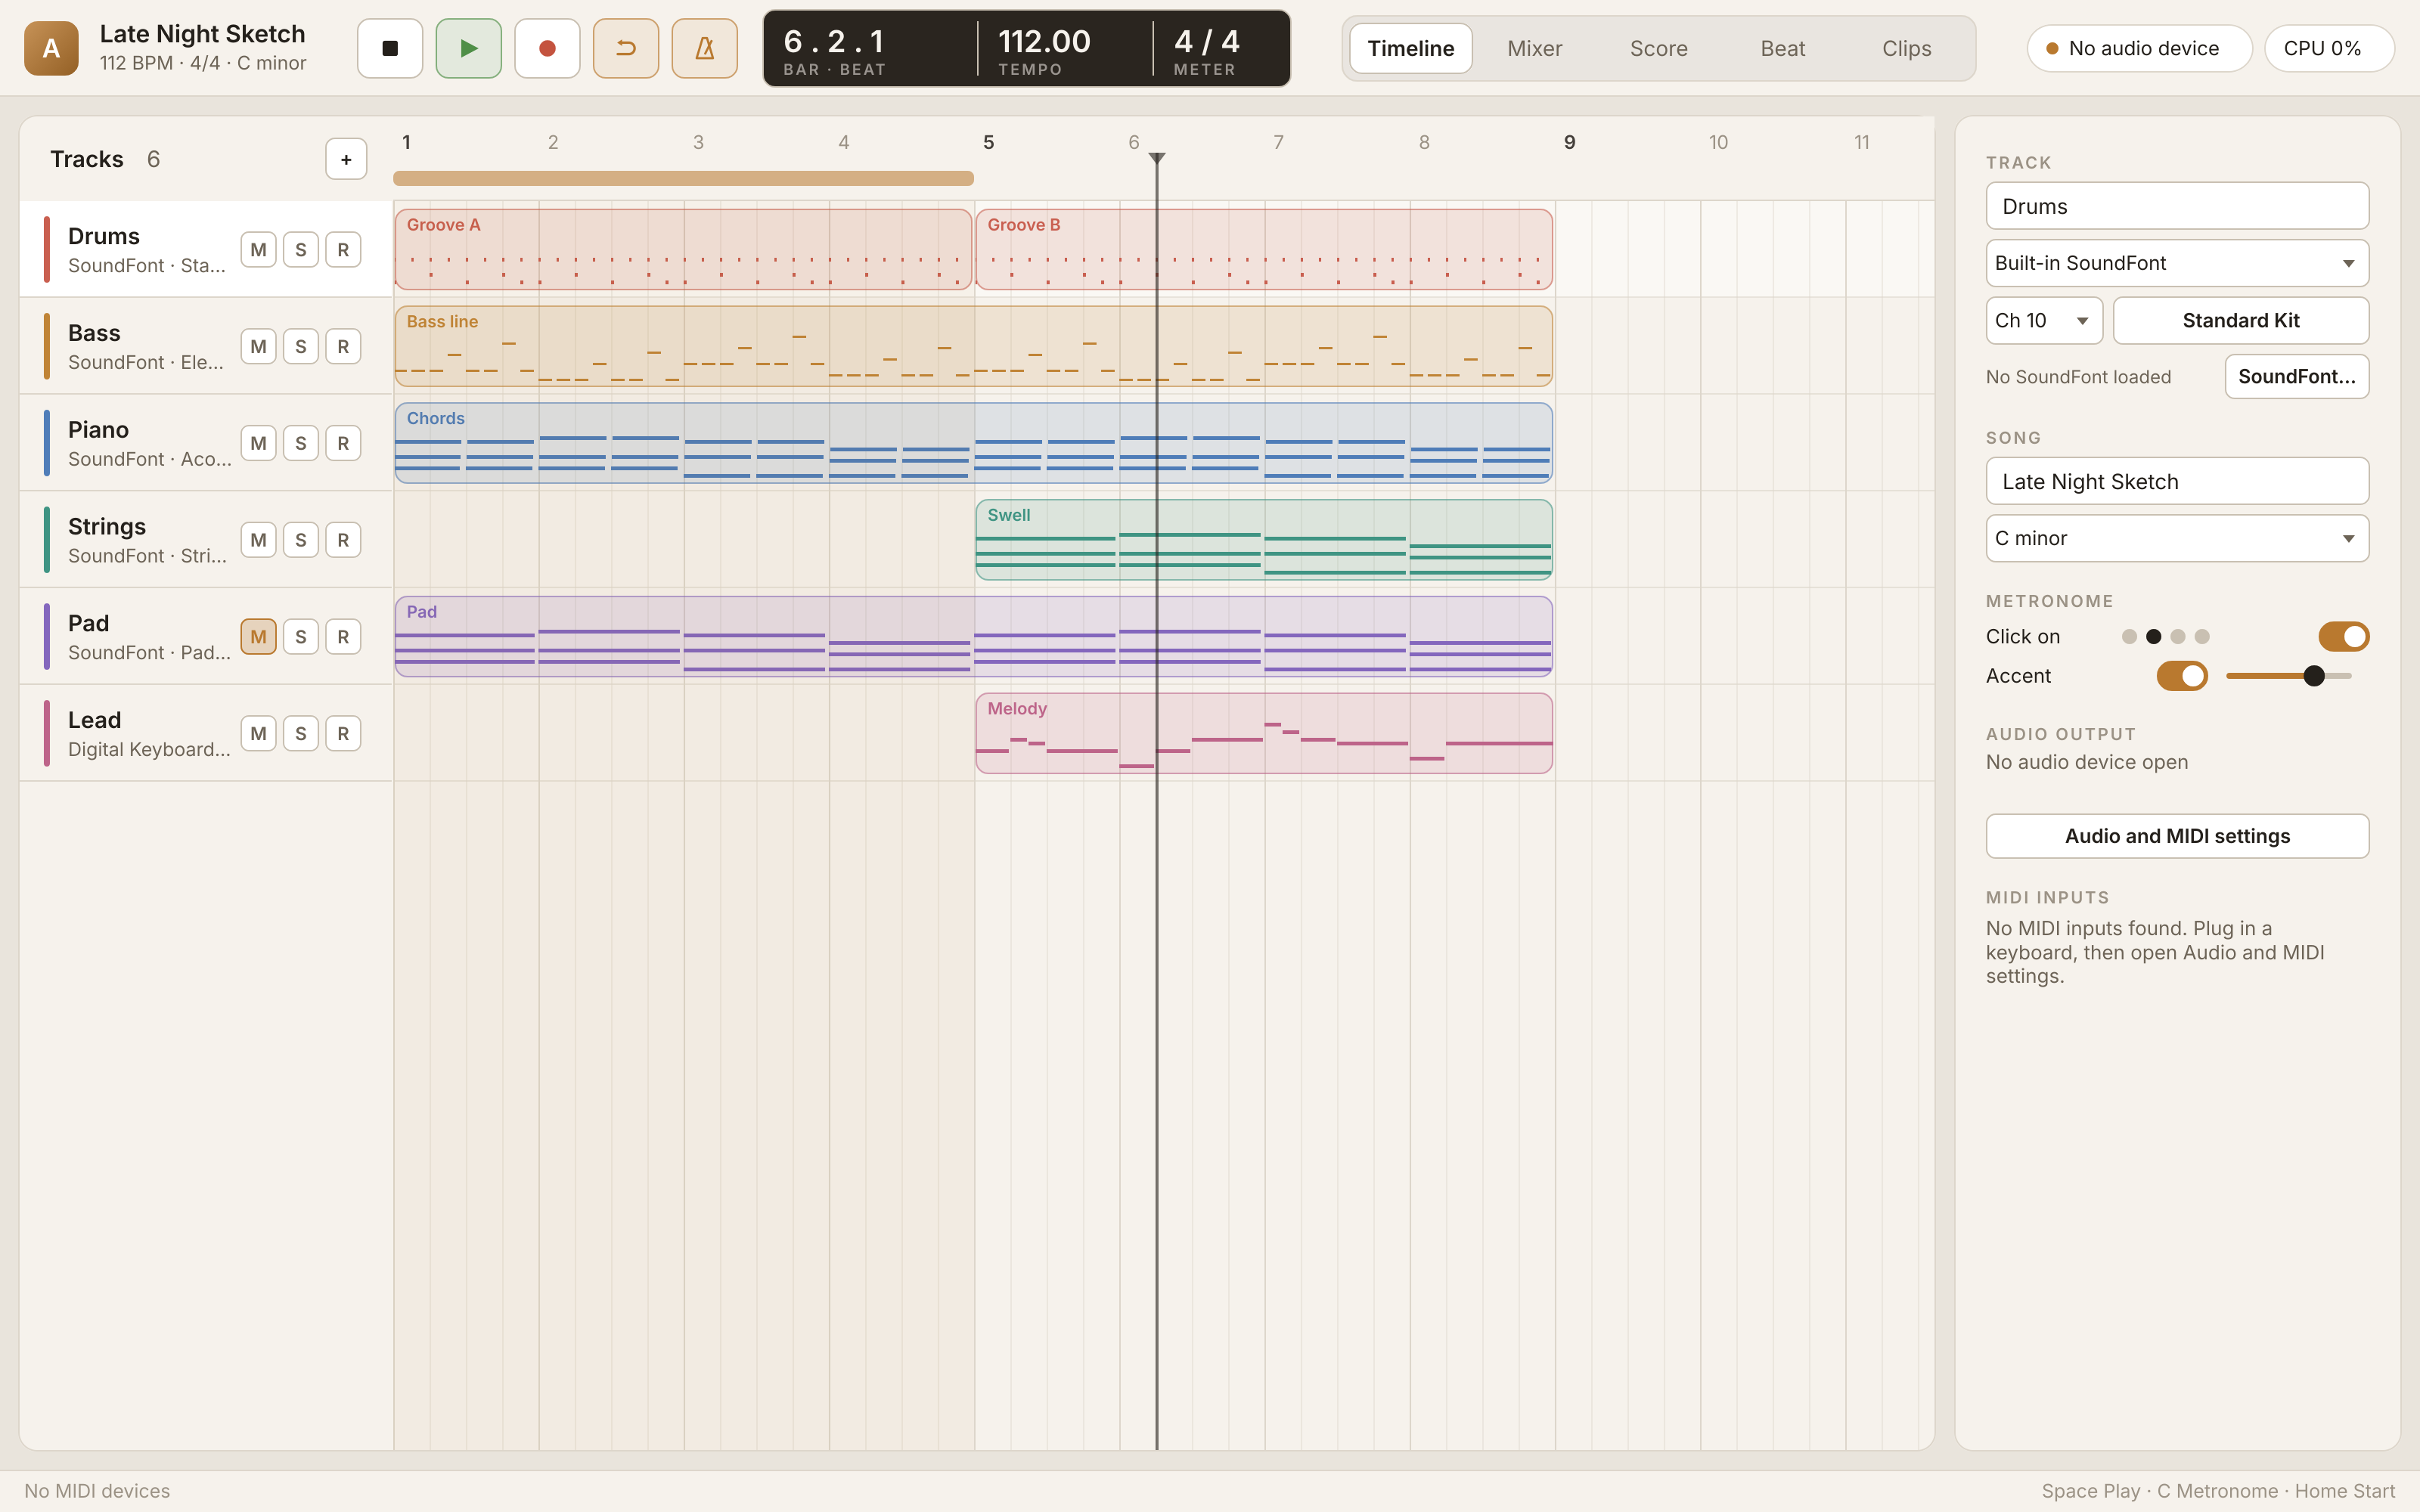 A
Late Night Sketch
112 BPM · 4/4 · C minor
6 . 2 . 1
BAR · BEAT
112.00
TEMPO
4 / 4
METER
Timeline
Mixer
Score
Beat
Clips
No audio device
CPU 0%
Tracks 6
+
1 2 3 4 5 6 7 8 9 10 11
Drums
SoundFont · Sta...
M S R
Groove A
Groove B
Bass
SoundFont · Ele...
M S R
Bass line
Piano
SoundFont · Aco...
M S R
Chords
Strings
SoundFont · Stri...
M S R
Swell
Pad
SoundFont · Pad...
M S R
Pad
Lead
Digital Keyboard...
M S R
Melody
TRACK
Drums
Built-in SoundFont
Ch 10
Standard Kit
No SoundFont loaded
SoundFont...
SONG
Late Night Sketch
C minor
METRONOME
Click on
Accent
AUDIO OUTPUT
No audio device open
Audio and MIDI settings
MIDI INPUTS
No MIDI inputs found. Plug in a
keyboard, then open Audio and MIDI
settings.
No MIDI devices
Space Play · C Metronome · Home Start